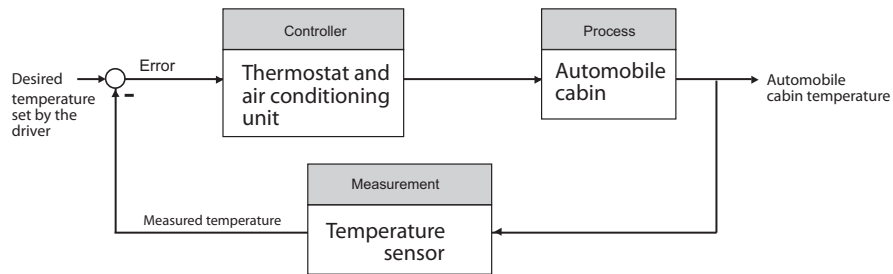 Controller
Process
Error
Desired
temperature
set by the
driver
Thermostat and
air conditioning
unit
Automobile
cabin
Automobile
cabin temperature
-
Measurement
Measured temperature
Temperature
sensor